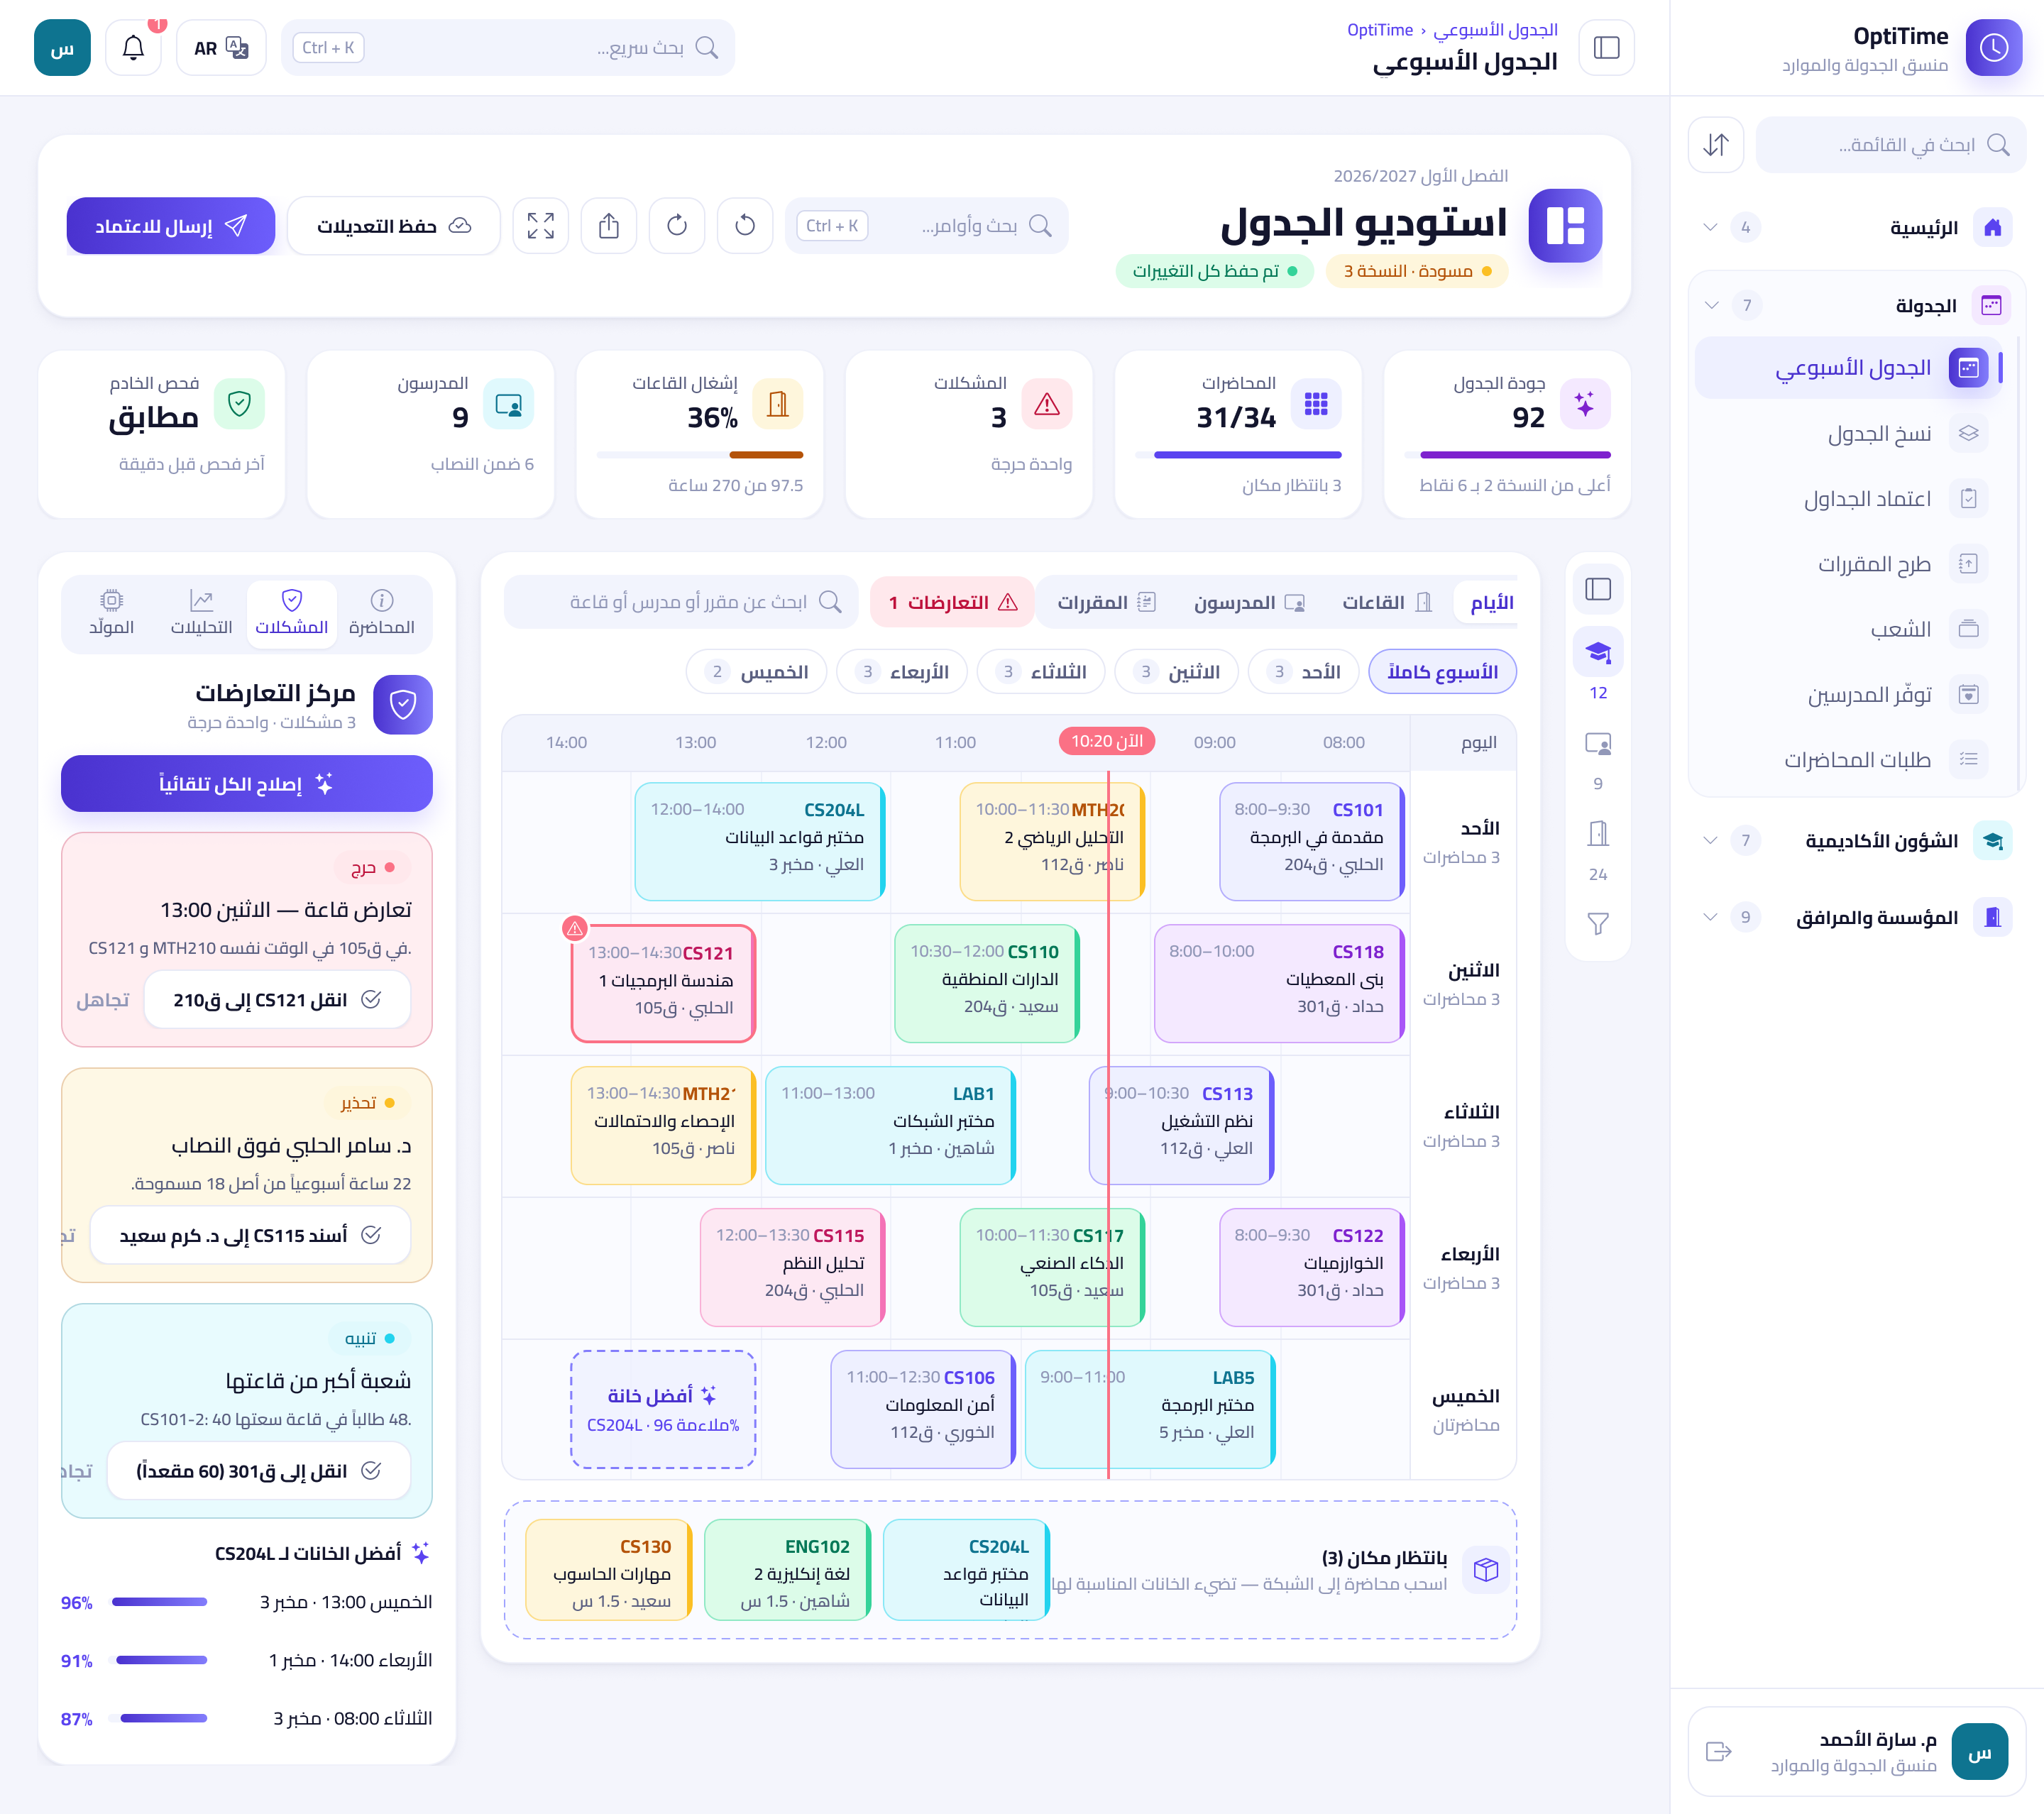 OptiTime
منسق الجدولة والموارد
ابحث في القائمة...
الرئيسية 4
الجدولة 7
الجدول الأسبوعي
نسخ الجدول
اعتماد الجداول
طرح المقررات
الشعب
توفّر المدرسين
طلبات المحاضرات
الشؤون الأكاديمية 7
المؤسسة والمرافق 9
م. سارة الأحمد
منسق الجدولة والموارد
س
الجدول الأسبوعي › OptiTime
الجدول الأسبوعي
بحث سريع... Ctrl + K
AR
1
س
الفصل الأول 2026/2027
استوديو الجدول
مسودة · النسخة 3
تم حفظ كل التغييرات
بحث وأوامر... Ctrl + K
حفظ التعديلات
إرسال للاعتماد
جودة الجدول
92
أعلى من النسخة 2 بـ 6 نقاط
المحاضرات
31/34
3 بانتظار مكان
إشغال القاعات
36%
97.5 من 270 ساعة
المشكلات
3
واحدة حرجة
المدرسون
9
6 ضمن النصاب
فحص الخادم
مطابق
آخر فحص قبل دقيقة
12
9
24
الأيام
القاعات
المدرسون
المقررات
التعارضات 1
ابحث عن مقرر أو مدرس أو قاعة
الأسبوع كاملاً
الأحد 3
الاثنين 3
الثلاثاء 3
الأربعاء 3
الخميس 2
اليوم 08:00 09:00 الآن 10:20 11:00 12:00 13:00 14:00
الأحد
3 محاضرات
CS101 8:00–9:30
مقدمة في البرمجة
الحلبي · ق204
MTH20 10:00–11:30
التحليل الرياضي 2
ناصر · ق112
CS204L 12:00–14:00
مختبر قواعد البيانات
العلي · مخبر 3
الاثنين
3 محاضرات
CS118 8:00–10:00
بنى المعطيات
حداد · ق301
CS110 10:30–12:00
الدارات المنطقية
سعيد · ق204
CS121 13:00–14:30
هندسة البرمجيات 1
الحلبي · ق105
الثلاثاء
3 محاضرات
CS113 9:00–10:30
نظم التشغيل
العلي · ق112
LAB1 11:00–13:00
مختبر الشبكات
شاهين · مخبر 1
MTH2 13:00–14:30
الإحصاء والاحتمالات
ناصر · ق105
الأربعاء
3 محاضرات
CS122 8:00–9:30
الخوارزميات
حداد · ق301
CS117 10:00–11:30
الذكاء الصنعي
سعيد · ق105
CS115 12:00–13:30
تحليل النظم
الحلبي · ق204
الخميس
محاضرتان
LAB5 9:00–11:00
مختبر البرمجة
العلي · مخبر 5
CS106 11:00–12:30
أمن المعلومات
الخوري · ق112
أفضل خانة
CS204L · 96 ملاءمة%
بانتظار مكان (3)
اسحب محاضرة إلى الشبكة — تضيء الخانات المناسبة لها
CS204L
مختبر قواعد
البيانات
ENG102
لغة إنكليزية 2
شاهين · 1.5 س
CS130
مهارات الحاسوب
سعيد · 1.5 س
المحاضرة
المشكلات
التحليلات
المولّد
مركز التعارضات
3 مشكلات · واحدة حرجة
إصلاح الكل تلقائياً
حرج
تعارض قاعة — الاثنين 13:00
CS121 و MTH210 في ق105 في الوقت نفسه.
انقل CS121 إلى ق210
تجاهل
تحذير
د. سامر الحلبي فوق النصاب
22 ساعة أسبوعياً من أصل 18 مسموحة.
أسند CS115 إلى د. كرم سعيد
تنبيه
شعبة أكبر من قاعتها
CS101-2: 40 طالباً في قاعة سعتها 48.
انقل إلى ق301 (60 مقعداً)
أفضل الخانات لـ CS204L
الخميس 13:00 · مخبر 3 96%
الأربعاء 14:00 · مخبر 1 91%
الثلاثاء 08:00 · مخبر 3 87%